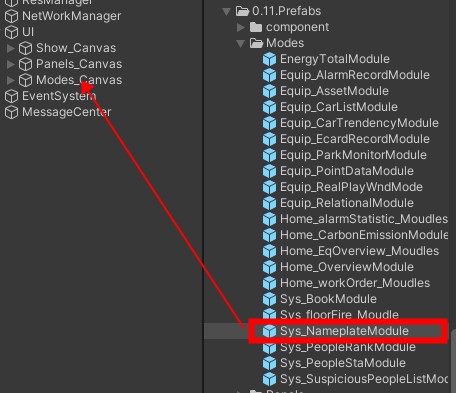 ResManager
NetWorkManager
UI
Show_Canvas
Panels_Canvas
Modes_Canvas
EventSystem
MessageCenter
0.11.Prefabs
component
Modes
EnergyTotalModule
Equip_AlarmRecordModule
Equip_AssetModule
Equip_CarListModule
Equip_CarTrendencyModule
Equip_EcardRecordModule
Equip_ParkMonitorModule
Equip_PointDataModule
Equip_RealPlayWndMode
Equip_RelationalModule
Home_alarmStatistic_Moudles
Home_CarbonEmissionModule
Home_EqOverview_Moudles
Home_OverviewModule
Home_workOrder_Moudles
Sys_BookModule
Sys_floorFire_Moudle
Sys_NameplateModule
Sys_PeopleRankModule
Sys_PeopleStaModule
Sys_SuspiciousPeopleListMod